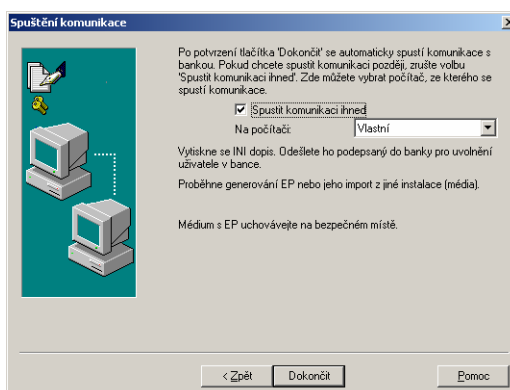 Spuštění komunikace
Po potvrzení tlačítka 'Dokončit' se automaticky spustí komunikace s
bankou. Pokud chcete spustit komunikaci později, zrušte volbu
'Spustit komunikaci ihned'. Zde můžete vybrat počítač, ze kterého se
spustí komunikace.
Spustit komunikaci ihned
Na počítači: Vlastní
Vytiskne se INI dopis. Odešlete ho podepsaný do banky pro uvolnění
uživatele v bance.
Proběhne generování EP nebo jeho import z jiné instalace (média).
Médium s EP uchovávejte na bezpečném místě.
< Zpět Dokončit Pomoc